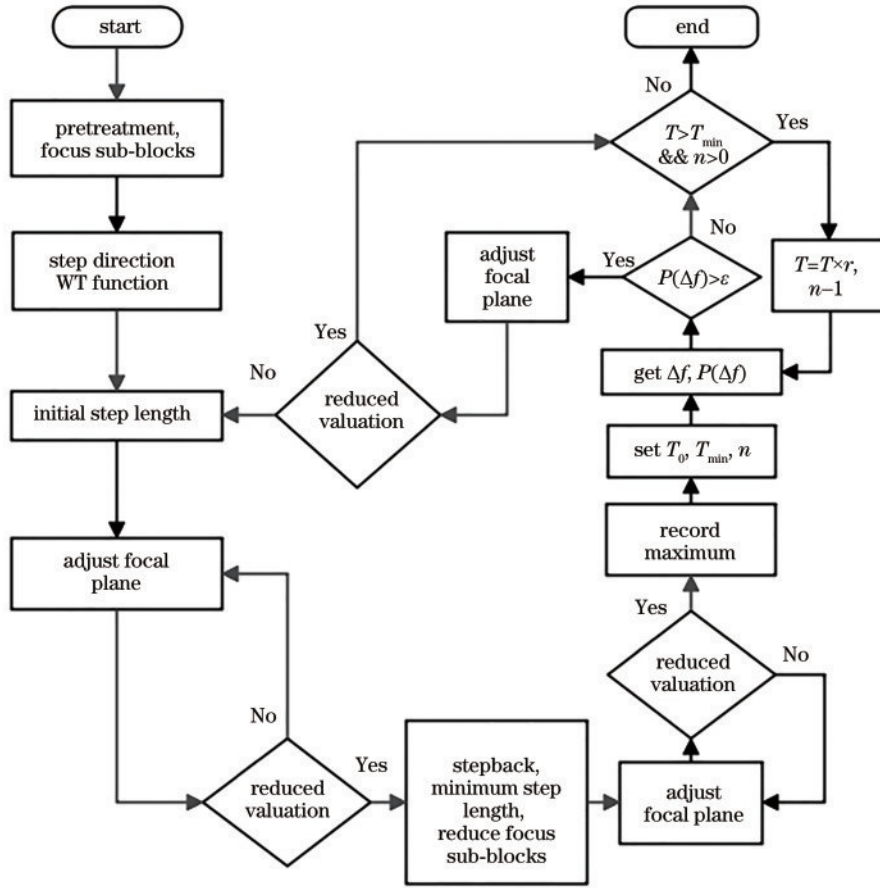 start
pretreatment,
focus sub-blocks
step direction
WT function
initial step length
adjust focal
plane
No
reduced
valuation
Yes
stepback,
minimum step
length,
reduce focus
sub-blocks
adjust
focal plane
reduced
valuation
No
Yes
record
maximum
set T₀, Tₘᵢₙ, n
get Δf, P(Δf)
P(Δf)>ε
Yes
No
adjust
focal
plane
reduced
valuation
No
Yes
T>Tₘᵢₙ
&& n>0
Yes
T=T×r,
n−1
No
end